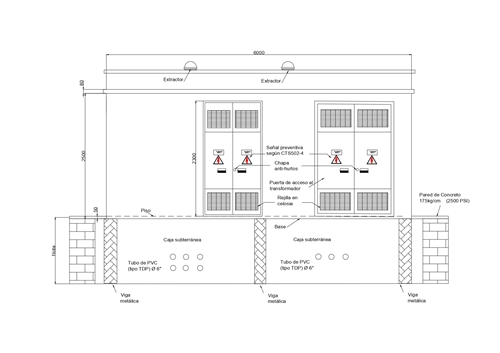 6000
Extractor
Extractor
80
2500
2300
Señal preventiva
según CTS502-4
Chapa
anti-hurtos
Puerta de acceso al
transformador
Rejilla en
celosía
Pared de Concreto
175kg/cm (2500 PSI)
50
Piso
Base
Nota
Caja subterránea
Caja subterránea
Tubo de PVC
(tipo TDP) Ø 6"
Tubo de PVC
(tipo TDP) Ø 6"
Viga
metálica
Viga
metálica
Viga
metálica